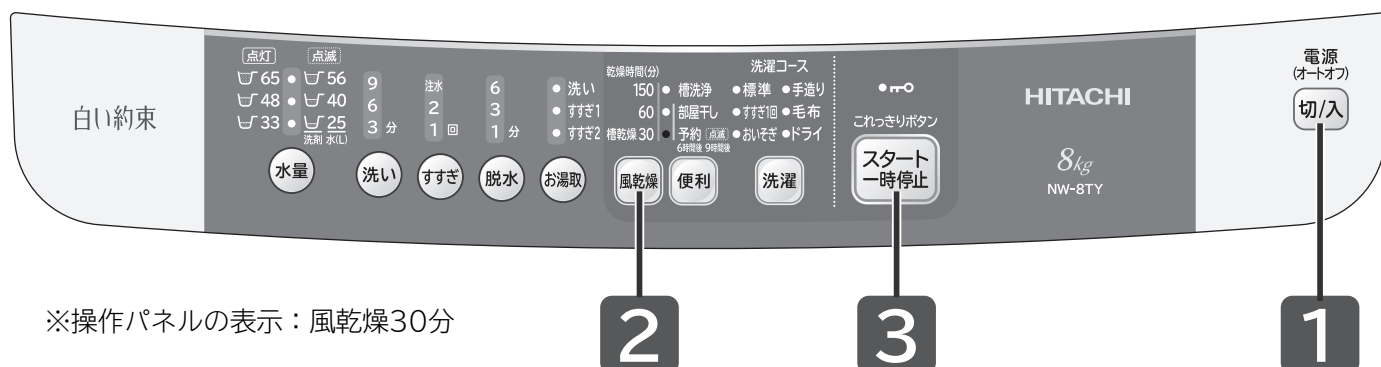 白い約束
点灯 点滅
65 56
48 40
33 25
洗剤 水(L)
水量
9
6
3 分
洗い
注水
2
1 回
すすぎ
6
3
1 分
脱水
洗い
すすぎ1
すすぎ2
お湯取
乾燥時間(分)
150
60
槽乾燥 30
風乾燥
槽洗浄
部屋干し
予約 点滅
6時間後 9時間後
便利
洗濯コース
標準 手造り
すすぎ1回 毛布
おいそぎ ドライ
洗濯
これっきりボタン
スタート
一時停止
HITACHI
8kg
NW-8TY
電源
(オートオフ)
切/入
※操作パネルの表示：風乾燥30分
2
3
1